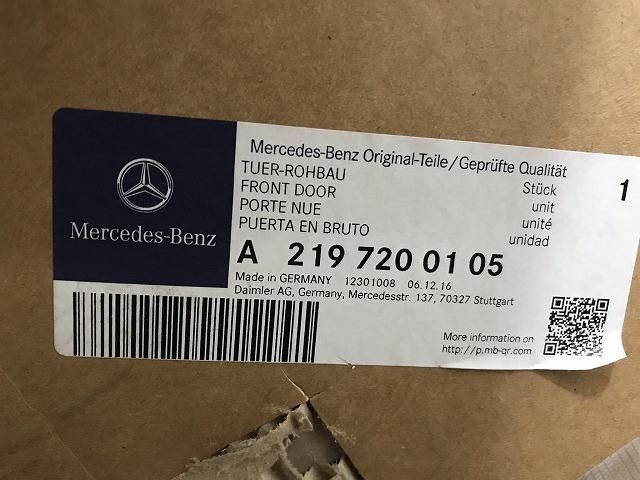 Mercedes-Benz
Mercedes-Benz Original-Teile/Geprüfte Qualität
TUER-ROHBAU Stück 1
FRONT DOOR unit
PORTE NUE unité
PUERTA EN BRUTO unidad
A 219 720 01 05
Made in GERMANY 12301008 06.12.16
Daimler AG, Germany, Mercedesstr. 137, 70327 Stuttgart
More information on
http://p.mb-qr.com